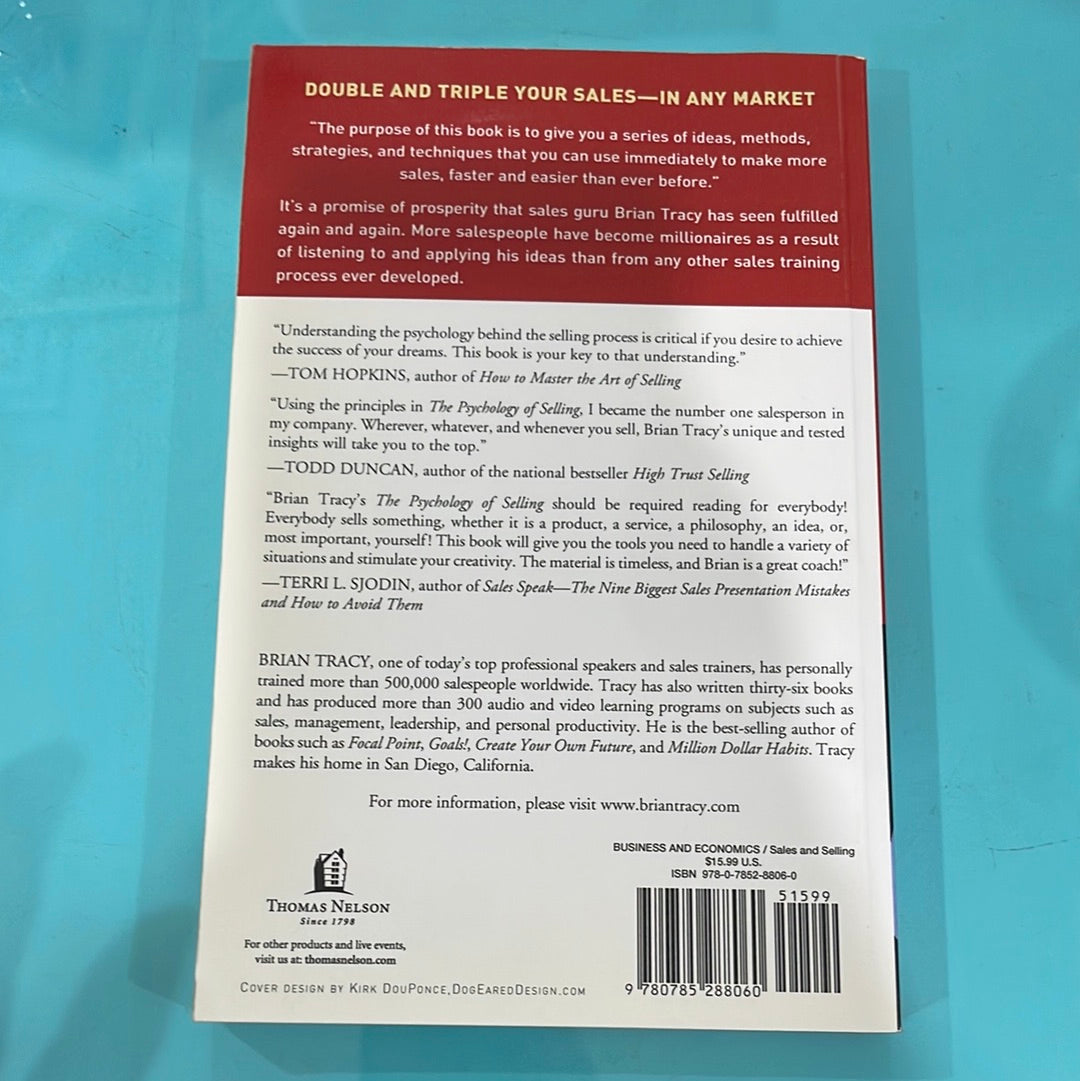 DOUBLE AND TRIPLE YOUR SALES—IN ANY MARKET
"The purpose of this book is to give you a series of ideas, methods,
strategies, and techniques that you can use immediately to make more
sales, faster and easier than ever before."
It's a promise of prosperity that sales guru Brian Tracy has seen fulfilled
again and again. More salespeople have become millionaires as a result
of listening to and applying his ideas than from any other sales training
process ever developed.
"Understanding the psychology behind the selling process is critical if you desire to achieve
the success of your dreams. This book is your key to that understanding."
—TOM HOPKINS, author of How to Master the Art of Selling
"Using the principles in The Psychology of Selling, I became the number one salesperson in
my company. Wherever, whatever, and whenever you sell, Brian Tracy's unique and tested
insights will take you to the top."
—TODD DUNCAN, author of the national bestseller High Trust Selling
"Brian Tracy's The Psychology of Selling should be required reading for everybody!
Everybody sells something, whether it is a product, a service, a philosophy, an idea, or,
most important, yourself! This book will give you the tools you need to handle a variety of
situations and stimulate your creativity. The material is timeless, and Brian is a great coach!"
—TERRI L. SJODIN, author of Sales Speak—The Nine Biggest Sales Presentation Mistakes
and How to Avoid Them
BRIAN TRACY, one of today's top professional speakers and sales trainers, has personally
trained more than 500,000 salespeople worldwide. Tracy has also written thirty-six books
and has produced more than 300 audio and video learning programs on subjects such as
sales, management, leadership, and personal productivity. He is the best-selling author of
books such as Focal Point, Goals!, Create Your Own Future, and Million Dollar Habits. Tracy
makes his home in San Diego, California.
For more information, please visit www.briantracy.com
THOMAS NELSON
Since 1798
For other products and live events,
visit us at: thomasnelson.com
COVER DESIGN BY KIRK DOUPONCE, DOGEAREDDESIGN.COM
BUSINESS AND ECONOMICS / Sales and Selling
$15.99 U.S.
ISBN 978-0-7852-8806-0
51599
9 780785 288060